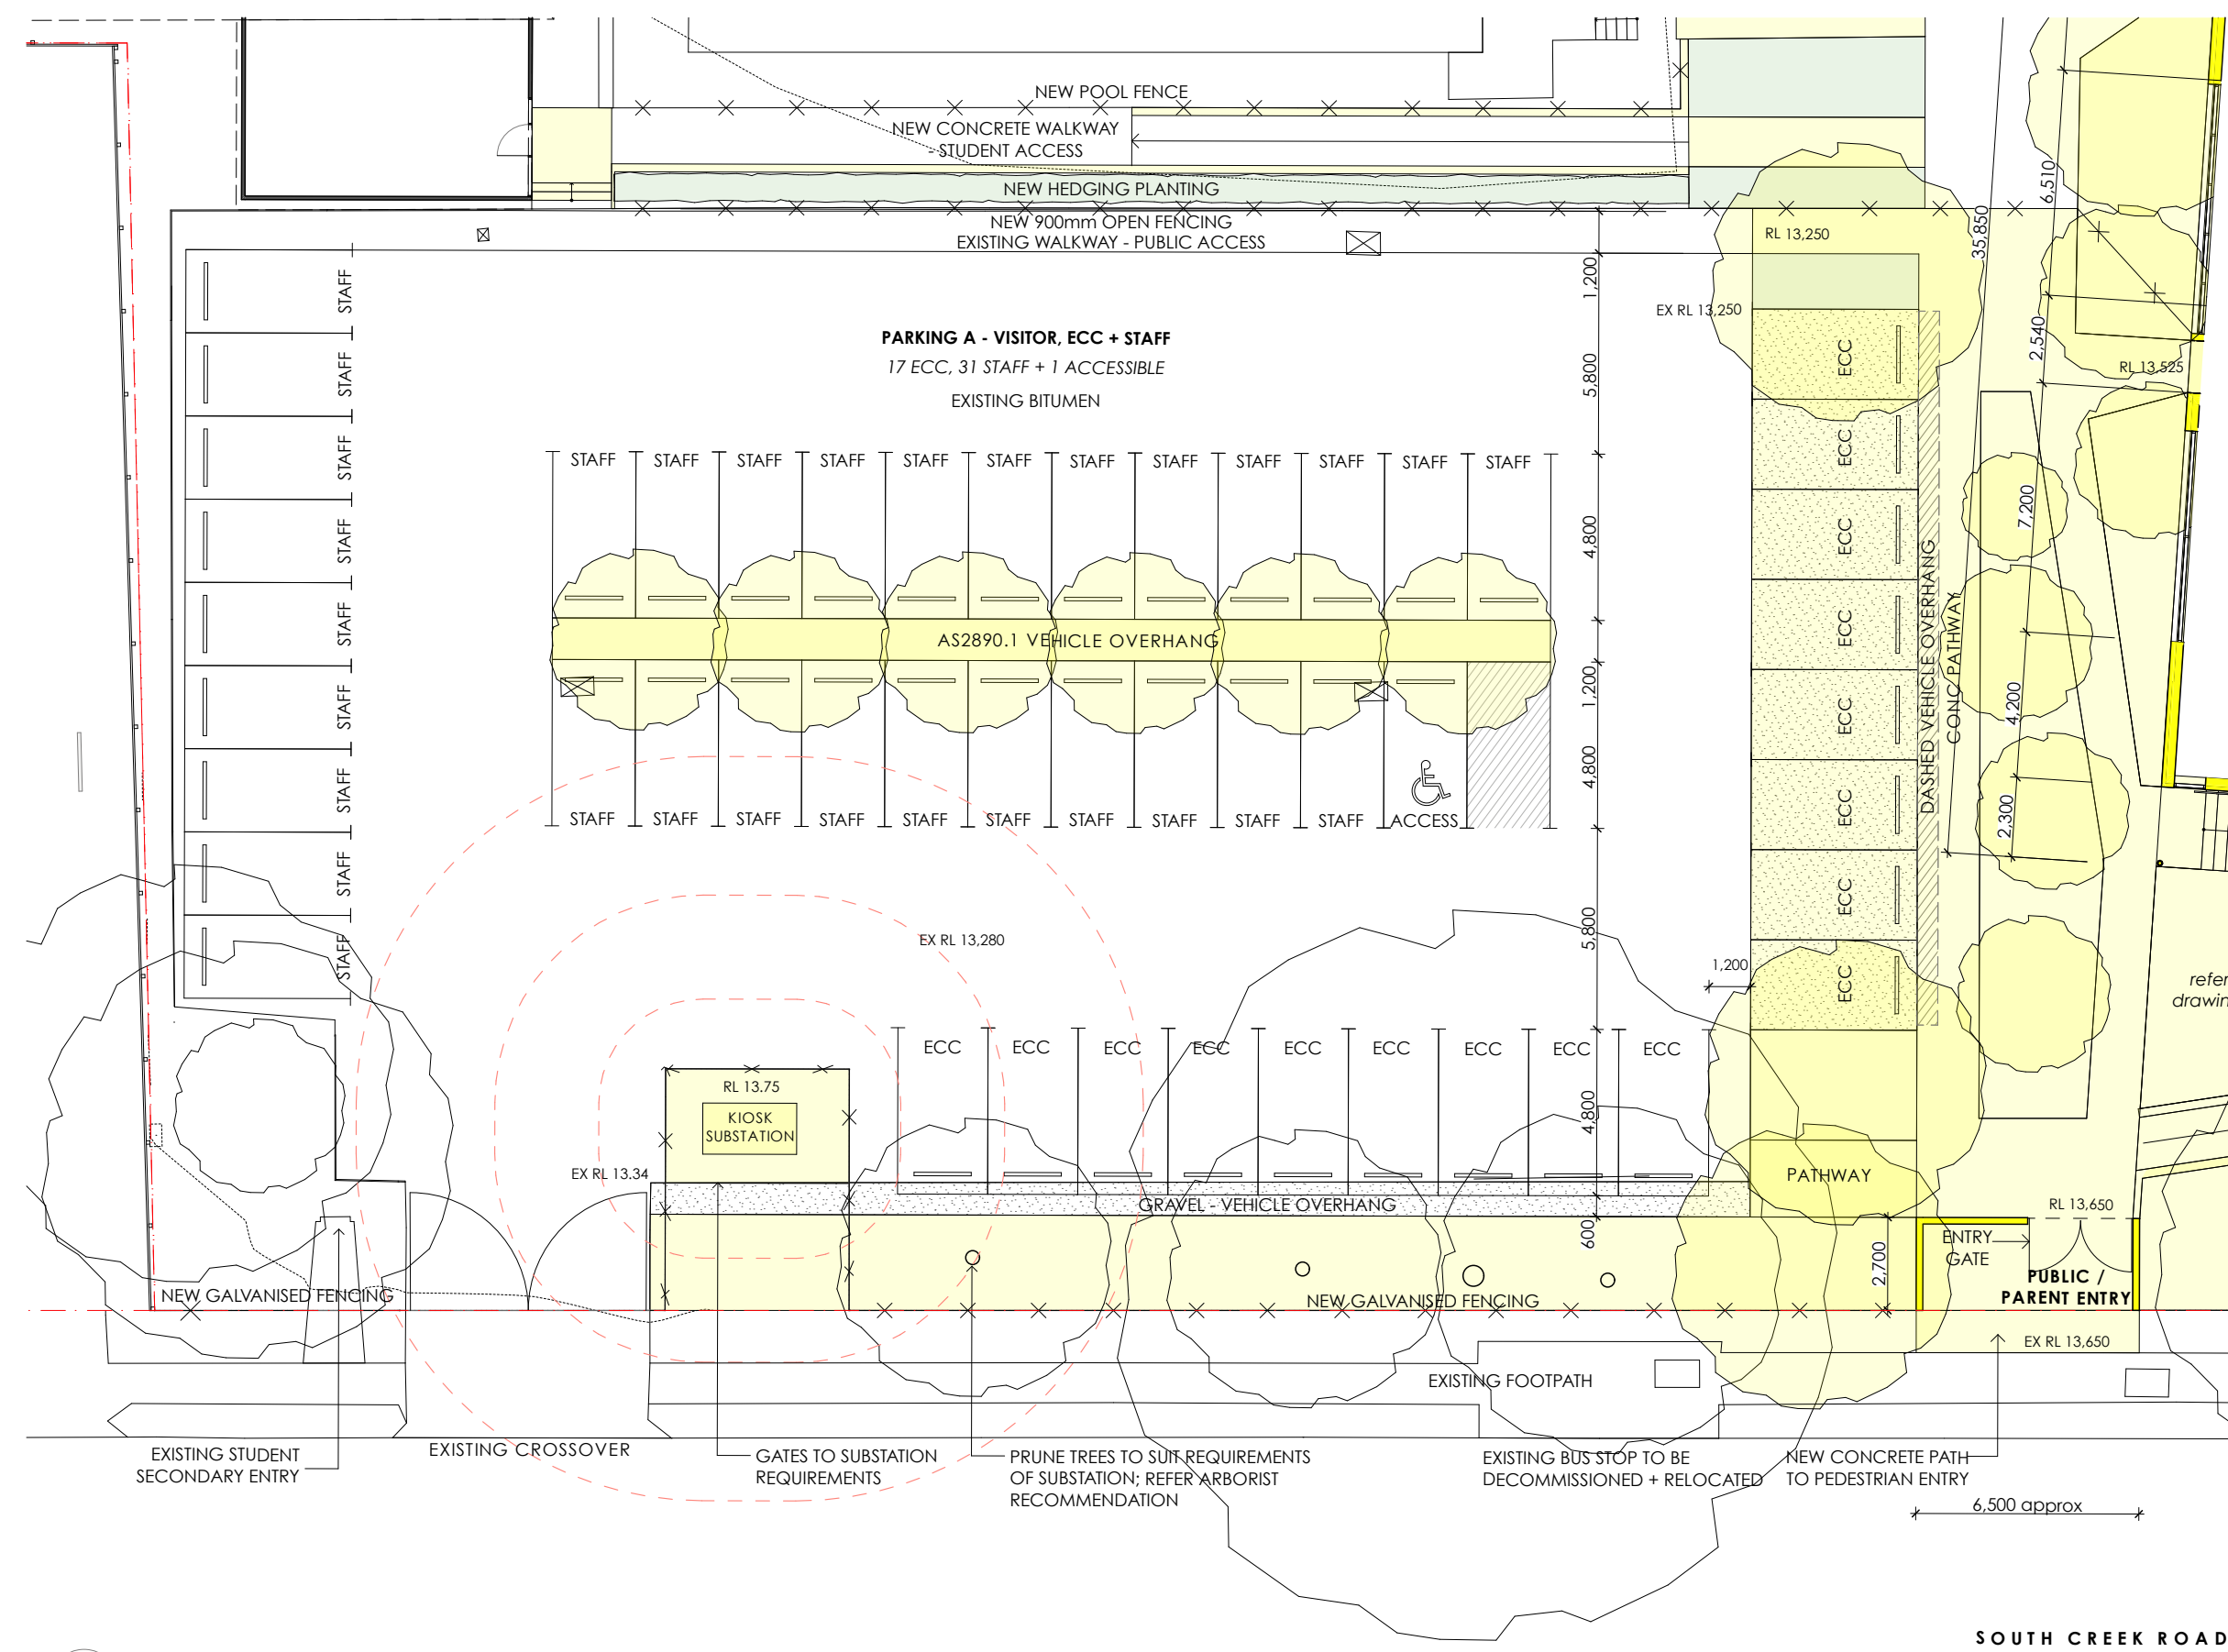 NEW POOL FENCE
NEW CONCRETE WALKWAY
- STUDENT ACCESS
NEW HEDGING PLANTING
NEW 900mm OPEN FENCING
EXISTING WALKWAY - PUBLIC ACCESS
RL 13,250
EX RL 13,250
35,850
6,510
2,540
RL 13,525
7,200
4,200
2,300
PARKING A - VISITOR, ECC + STAFF
17 ECC, 31 STAFF + 1 ACCESSIBLE
EXISTING BITUMEN
1,200
5,800
4,800
1,200
4,800
5,800
4,800
600
STAFF
STAFF
STAFF
STAFF
STAFF
STAFF
STAFF
STAFF
STAFF
STAFF STAFF STAFF STAFF STAFF STAFF STAFF STAFF STAFF STAFF STAFF STAFF
AS2890.1 VEHICLE OVERHANG
STAFF STAFF STAFF STAFF STAFF STAFF STAFF STAFF STAFF STAFF ACCESS
ECC
ECC
ECC
ECC
ECC
ECC
ECC
ECC
DASHED VEHICLE OVERHANG
CONC PATHWAY
EX RL 13,280
1,200
refer
drawin
ECC ECC ECC ECC ECC ECC ECC ECC ECC
RL 13.75
KIOSK
SUBSTATION
EX RL 13.34
GRAVEL - VEHICLE OVERHANG
PATHWAY
RL 13,650
2,700
ENTRY
GATE
PUBLIC /
PARENT ENTRY
NEW GALVANISED FENCING
NEW GALVANISED FENCING
EX RL 13,650
EXISTING FOOTPATH
EXISTING STUDENT
SECONDARY ENTRY
EXISTING CROSSOVER
GATES TO SUBSTATION
REQUIREMENTS
PRUNE TREES TO SUIT REQUIREMENTS
OF SUBSTATION; REFER ARBORIST
RECOMMENDATION
EXISTING BUS STOP TO BE
DECOMMISSIONED + RELOCATED
NEW CONCRETE PATH
TO PEDESTRIAN ENTRY
6,500 approx
SOUTH CREEK ROAD